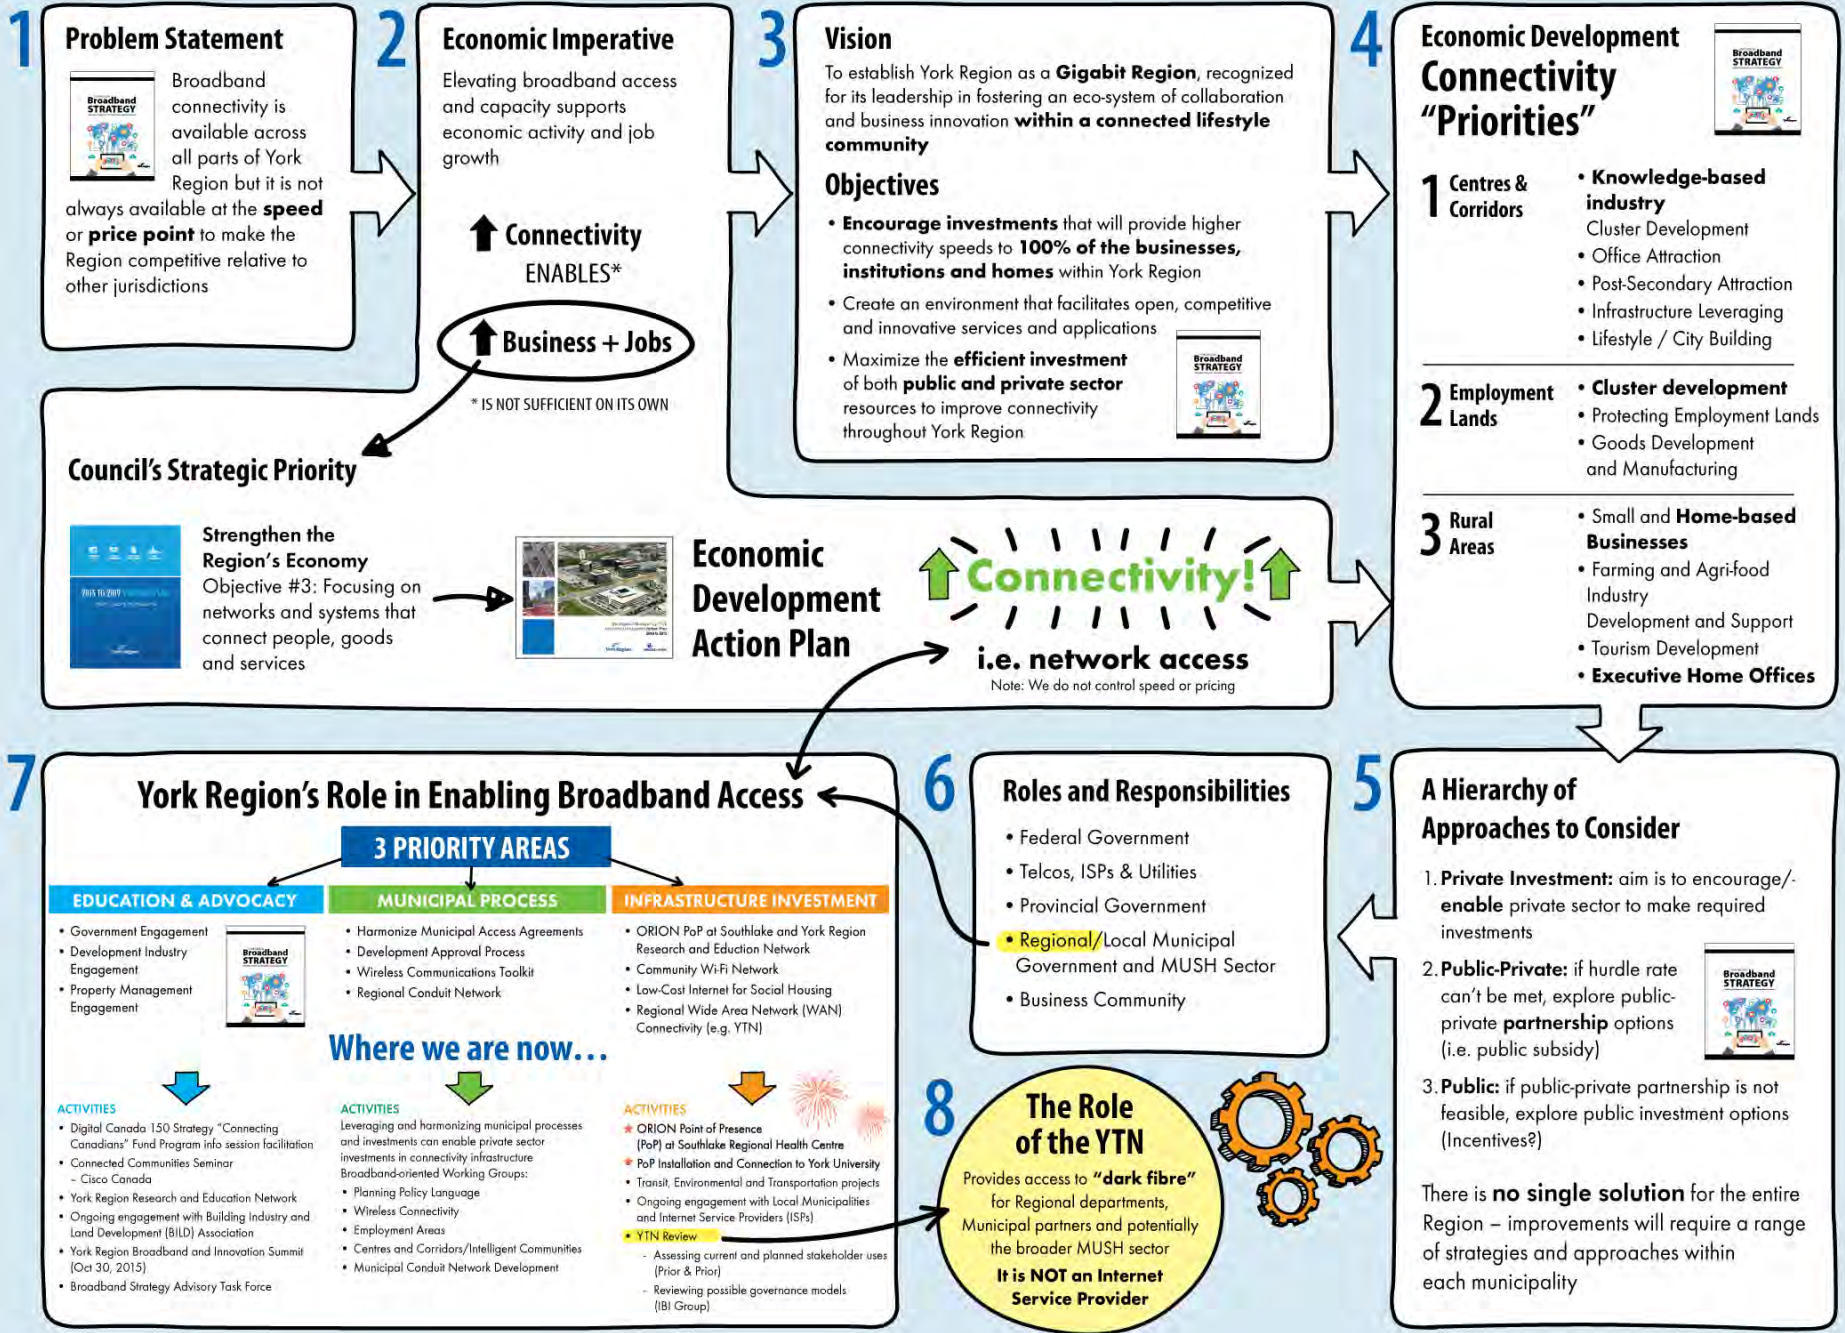 1
Problem Statement
Broadband
STRATEGY
Broadband
connectivity is
available across
all parts of York
Region but it is not
always available at the speed
or price point to make the
Region competitive relative to
other jurisdictions
2
Economic Imperative
Elevating broadband access
and capacity supports
economic activity and job
growth
Connectivity
ENABLES*
Business + Jobs
* IS NOT SUFFICIENT ON ITS OWN
Council's Strategic Priority
Strengthen the
Region's Economy
Objective #3: Focusing on
networks and systems that
connect people, goods
and services
Economic
Development
Action Plan
Connectivity!
i.e. network access
Note: We do not control speed or pricing
3
Vision
To establish York Region as a Gigabit Region, recognized
for its leadership in fostering an eco-system of collaboration
and business innovation within a connected lifestyle
community
Objectives
• Encourage investments that will provide higher
connectivity speeds to 100% of the businesses,
institutions and homes within York Region
• Create an environment that facilitates open, competitive
and innovative services and applications
• Maximize the efficient investment
of both public and private sector
resources to improve connectivity
throughout York Region
Broadband
STRATEGY
4
Economic Development
Connectivity
"Priorities"
Broadband
STRATEGY
1 Centres &
Corridors
• Knowledge-based
industry
Cluster Development
• Office Attraction
• Post-Secondary Attraction
• Infrastructure Leveraging
• Lifestyle / City Building
2 Employment
Lands
• Cluster development
• Protecting Employment Lands
• Goods Development
and Manufacturing
3 Rural
Areas
• Small and Home-based
Businesses
• Farming and Agri-food
Industry
Development and Support
• Tourism Development
• Executive Home Offices
5
A Hierarchy of
Approaches to Consider
1. Private Investment: aim is to encourage/-
enable private sector to make required
investments
2. Public-Private: if hurdle rate
can't be met, explore public-
private partnership options
(i.e. public subsidy)
Broadband
STRATEGY
3. Public: if public-private partnership is not
feasible, explore public investment options
(Incentives?)
There is no single solution for the entire
Region – improvements will require a range
of strategies and approaches within
each municipality
6
Roles and Responsibilities
• Federal Government
• Telcos, ISPs & Utilities
• Provincial Government
• Regional/Local Municipal
Government and MUSH Sector
• Business Community
7
York Region's Role in Enabling Broadband Access
3 PRIORITY AREAS
EDUCATION & ADVOCACY
• Government Engagement
• Development Industry
Engagement
• Property Management
Engagement
Broadband
STRATEGY
MUNICIPAL PROCESS
• Harmonize Municipal Access Agreements
• Development Approval Process
• Wireless Communications Toolkit
• Regional Conduit Network
INFRASTRUCTURE INVESTMENT
• ORION PoP at Southlake and York Region
Research and Eduction Network
• Community Wi-Fi Network
• Low-Cost Internet for Social Housing
• Regional Wide Area Network (WAN)
Connectivity (e.g. YTN)
Where we are now...
ACTIVITIES
• Digital Canada 150 Strategy "Connecting
Canadians" Fund Program info session facilitation
• Connected Communities Seminar
– Cisco Canada
• York Region Research and Education Network
• Ongoing engagement with Building Industry and
Land Development (BILD) Association
• York Region Broadband and Innovation Summit
(Oct 30, 2015)
• Broadband Strategy Advisory Task Force
ACTIVITIES
Leveraging and harmonizing municipal processes
and investments can enable private sector
investments in connectivity infrastructure
Broadband-oriented Working Groups:
• Planning Policy Language
• Wireless Connectivity
• Employment Areas
• Centres and Corridors/Intelligent Communities
• Municipal Conduit Network Development
ACTIVITIES
ORION Point of Presence
(PoP) at Southlake Regional Health Centre
PoP Installation and Connection to York University
• Transit, Environmental and Transportation projects
• Ongoing engagement with Local Municipalities
and Internet Service Providers (ISPs)
• YTN Review
- Assessing current and planned stakeholder uses
(Prior & Prior)
- Reviewing possible governance models
(IBI Group)
8
The Role
of the YTN
Provides access to "dark fibre"
for Regional departments,
Municipal partners and potentially
the broader MUSH sector
It is NOT an Internet
Service Provider